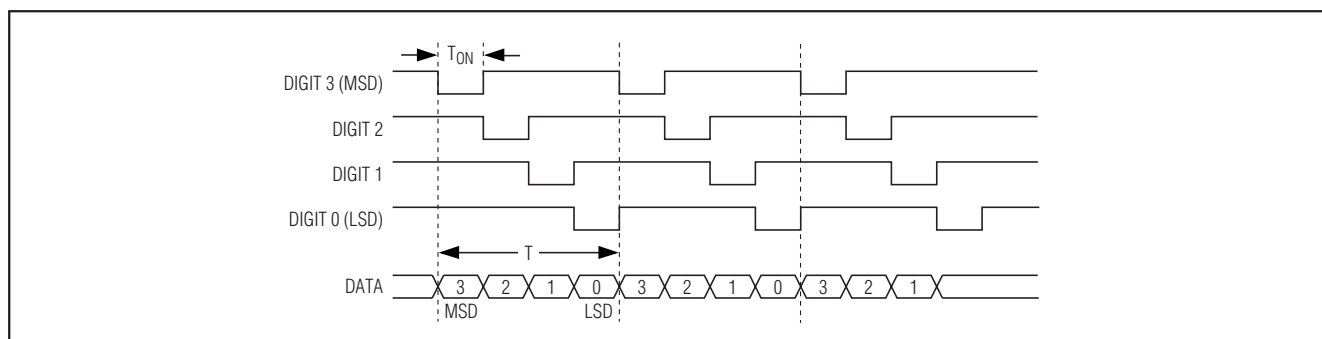 TON
DIGIT 3 (MSD)
DIGIT 2
DIGIT 1
DIGIT 0 (LSD)
T
DATA 3 2 1 0 3 2 1 0 3 2 1
MSD LSD